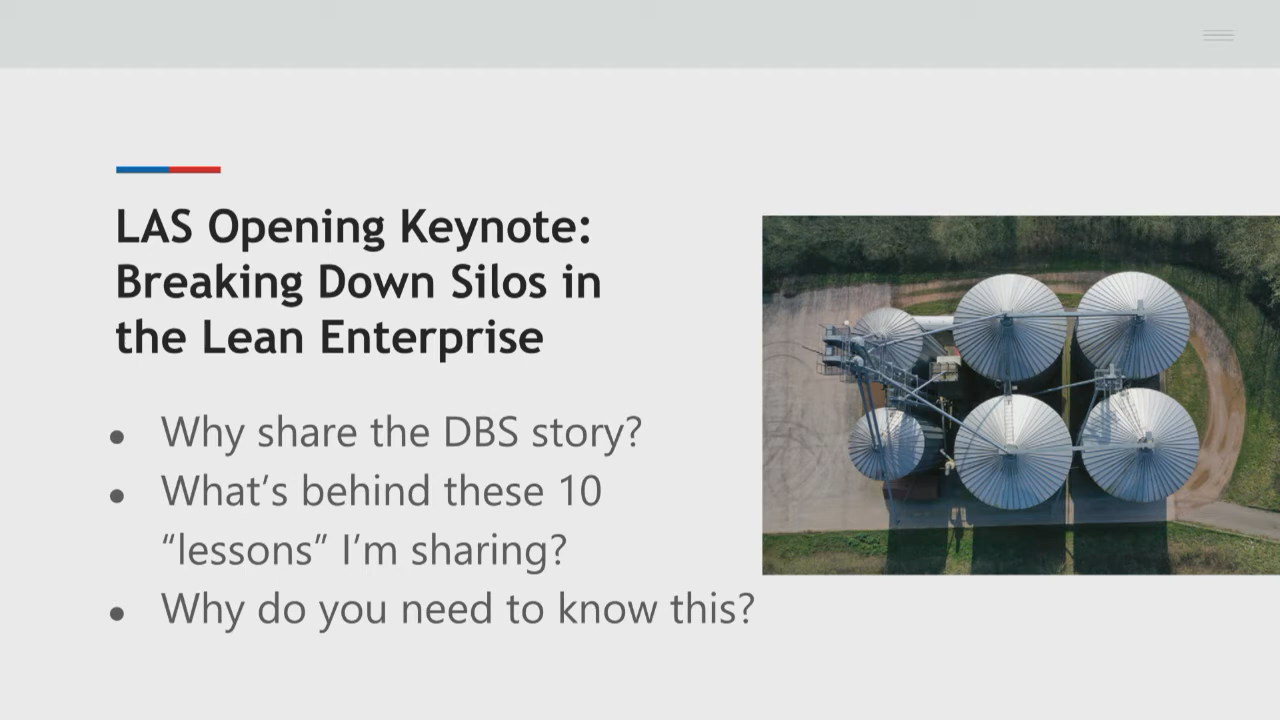 LAS Opening Keynote:
Breaking Down Silos in
the Lean Enterprise
• Why share the DBS story?
• What’s behind these 10
“lessons” I’m sharing?
• Why do you need to know this?